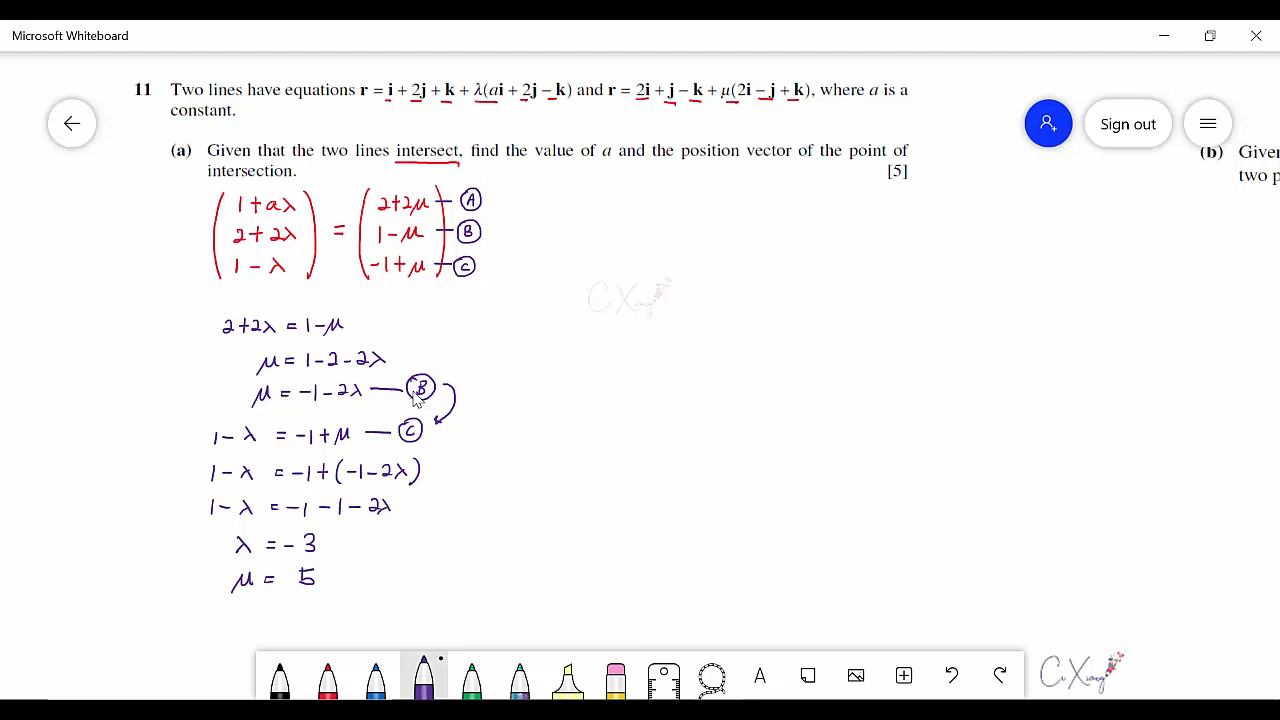 Microsoft Whiteboard
11 Two lines have equations r = i + 2j + k + λ(ai + 2j − k) and r = 2i + j − k + μ(2i − j + k), where a is a
constant.
Sign out
(a) Given that the two lines intersect, find the value of a and the position vector of the point of
intersection. [5]
(b) Given
two p
1 + aλ = 2+2μ — A
2 + 2λ = 1 − μ — B
1 − λ = -1 + μ — C
CXiang
2+2λ = 1−μ
μ = 1 − 2 − 2λ
μ = −1 − 2λ — B
1 − λ = −1 + μ — C
1 − λ = −1 + (−1 − 2λ)
1 − λ = −1 − 1 − 2λ
λ = − 3
μ = 5
A
CXiang